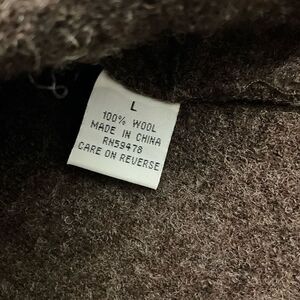 L
100% WOOL
MADE IN CHINA
RN59478
CARE ON REVERSE